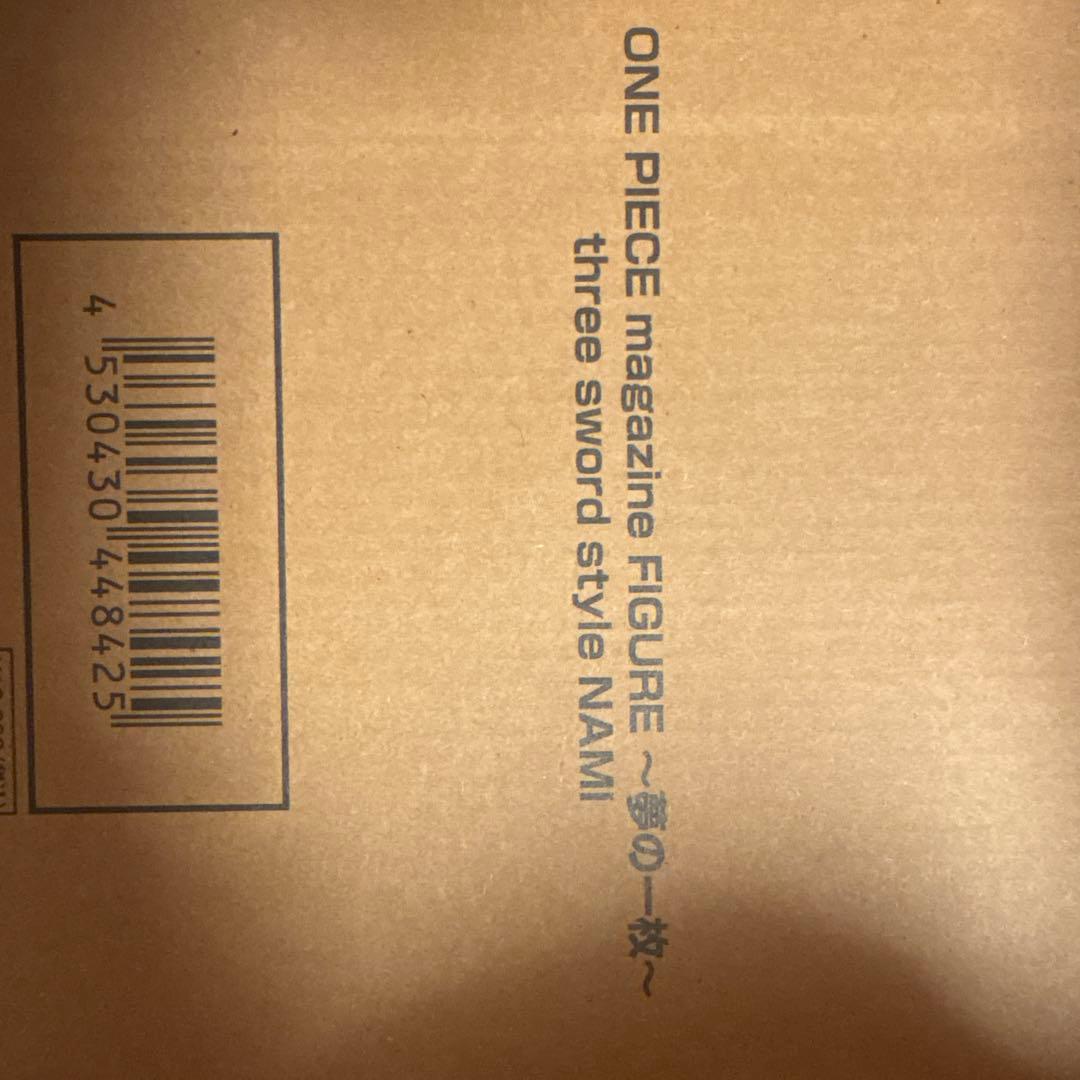 ONE PIECE magazine FIGURE ～夢の一枚～
three sword style NAMI
4 530430 448425